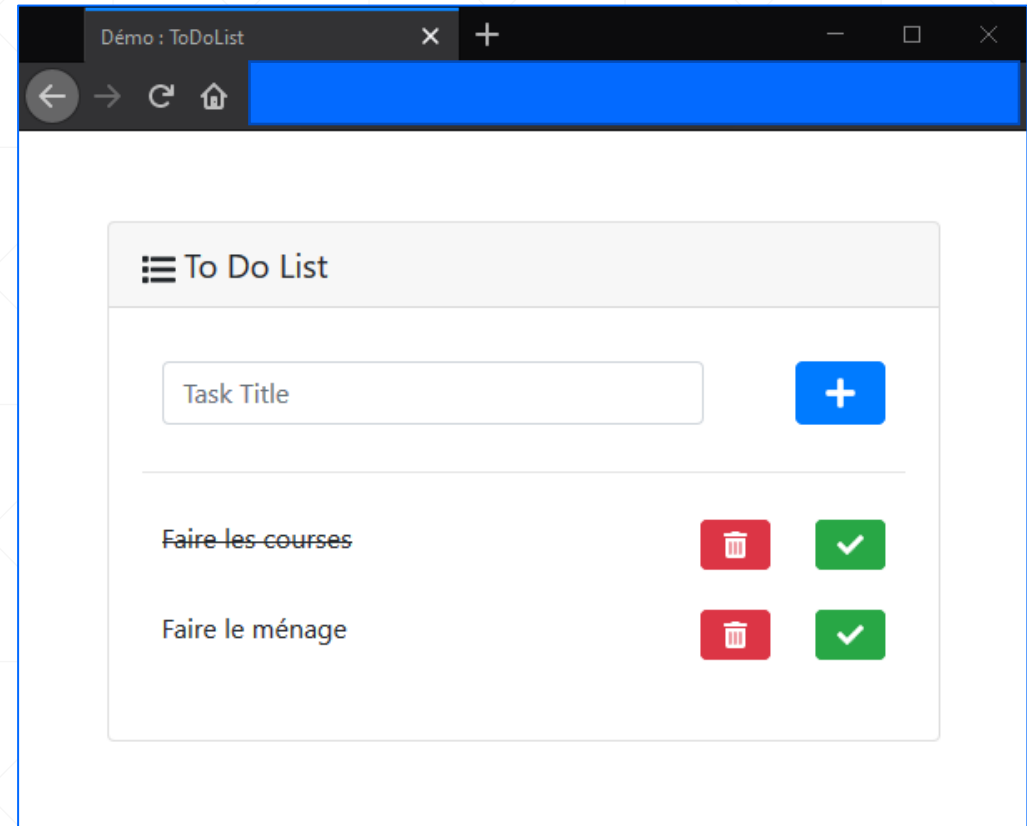 Démo : ToDoList
To Do List
Task Title
Faire les courses
Faire le ménage